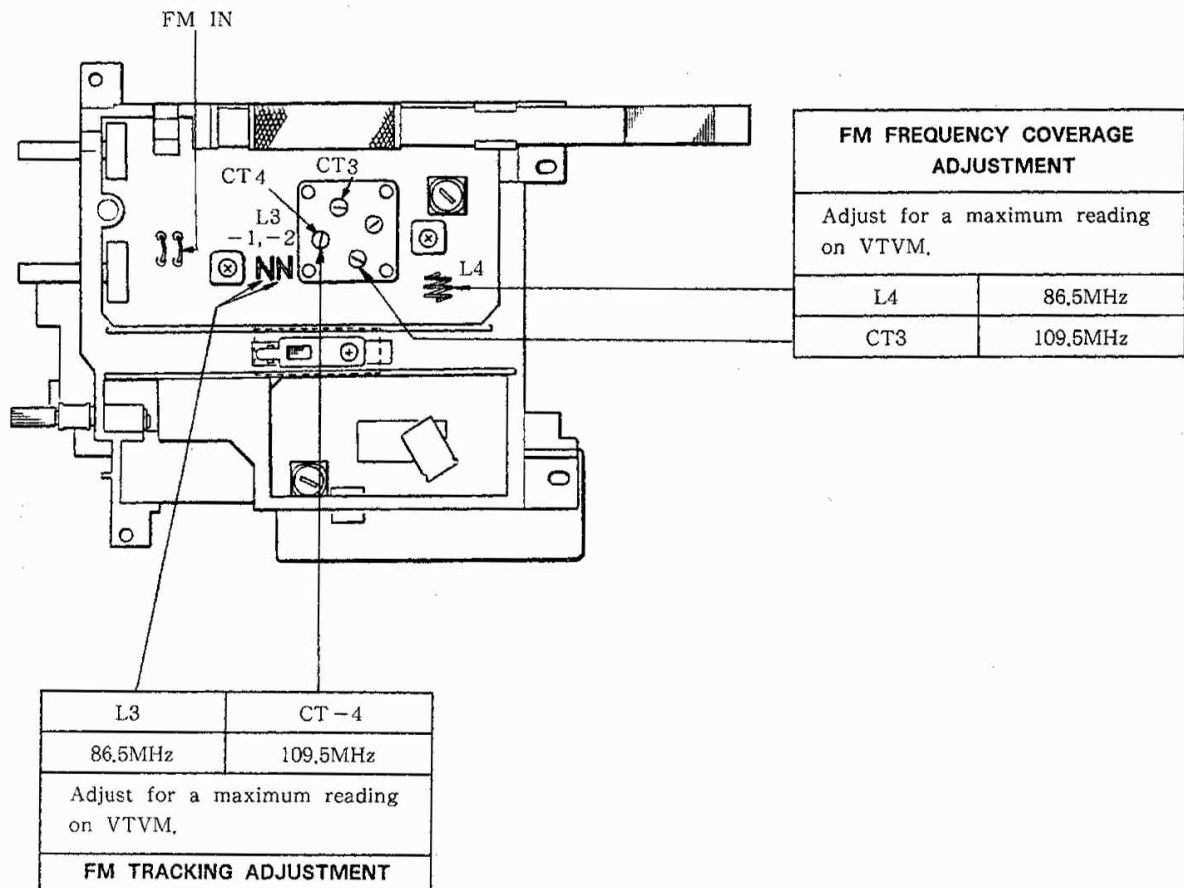 FM IN
CT3
CT4
L3
-1,-2
L4
FM FREQUENCY COVERAGE
ADJUSTMENT
Adjust for a maximum reading
on VTVM.
L4 86.5MHz
CT3 109.5MHz
L3 CT-4
86.5MHz 109.5MHz
Adjust for a maximum reading
on VTVM.
FM TRACKING ADJUSTMENT